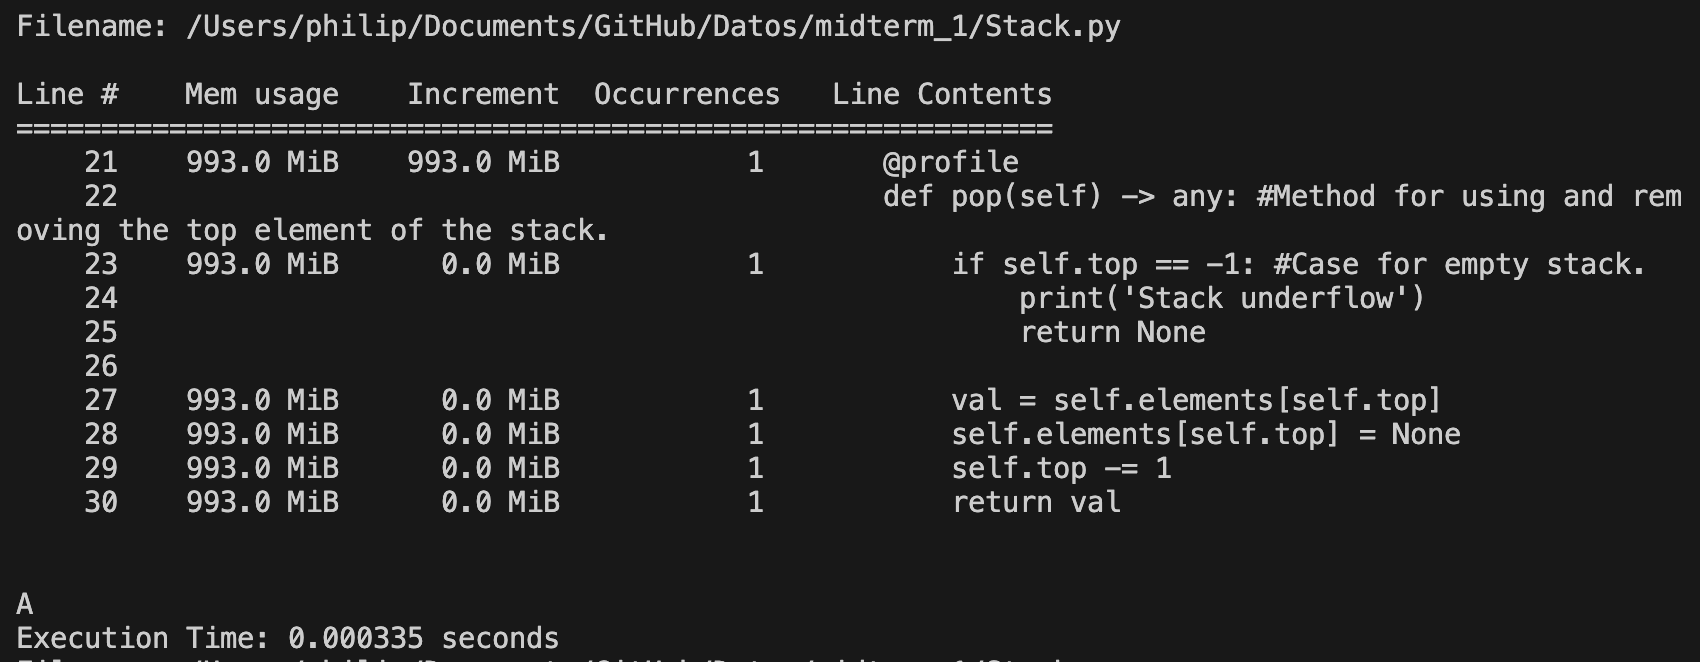 Filename: /Users/philip/Documents/GitHub/Datos/midterm_1/Stack.py
Line #    Mem usage    Increment  Occurrences   Line Contents
=============================================================
    21    993.0 MiB    993.0 MiB           1       @profile
    22                                             def pop(self) -> any: #Method for using and rem
oving the top element of the stack.
    23    993.0 MiB      0.0 MiB           1           if self.top == -1: #Case for empty stack.
    24                                                     print('Stack underflow')
    25                                                     return None
    26
    27    993.0 MiB      0.0 MiB           1           val = self.elements[self.top]
    28    993.0 MiB      0.0 MiB           1           self.elements[self.top] = None
    29    993.0 MiB      0.0 MiB           1           self.top -= 1
    30    993.0 MiB      0.0 MiB           1           return val
A
Execution Time: 0.000335 seconds